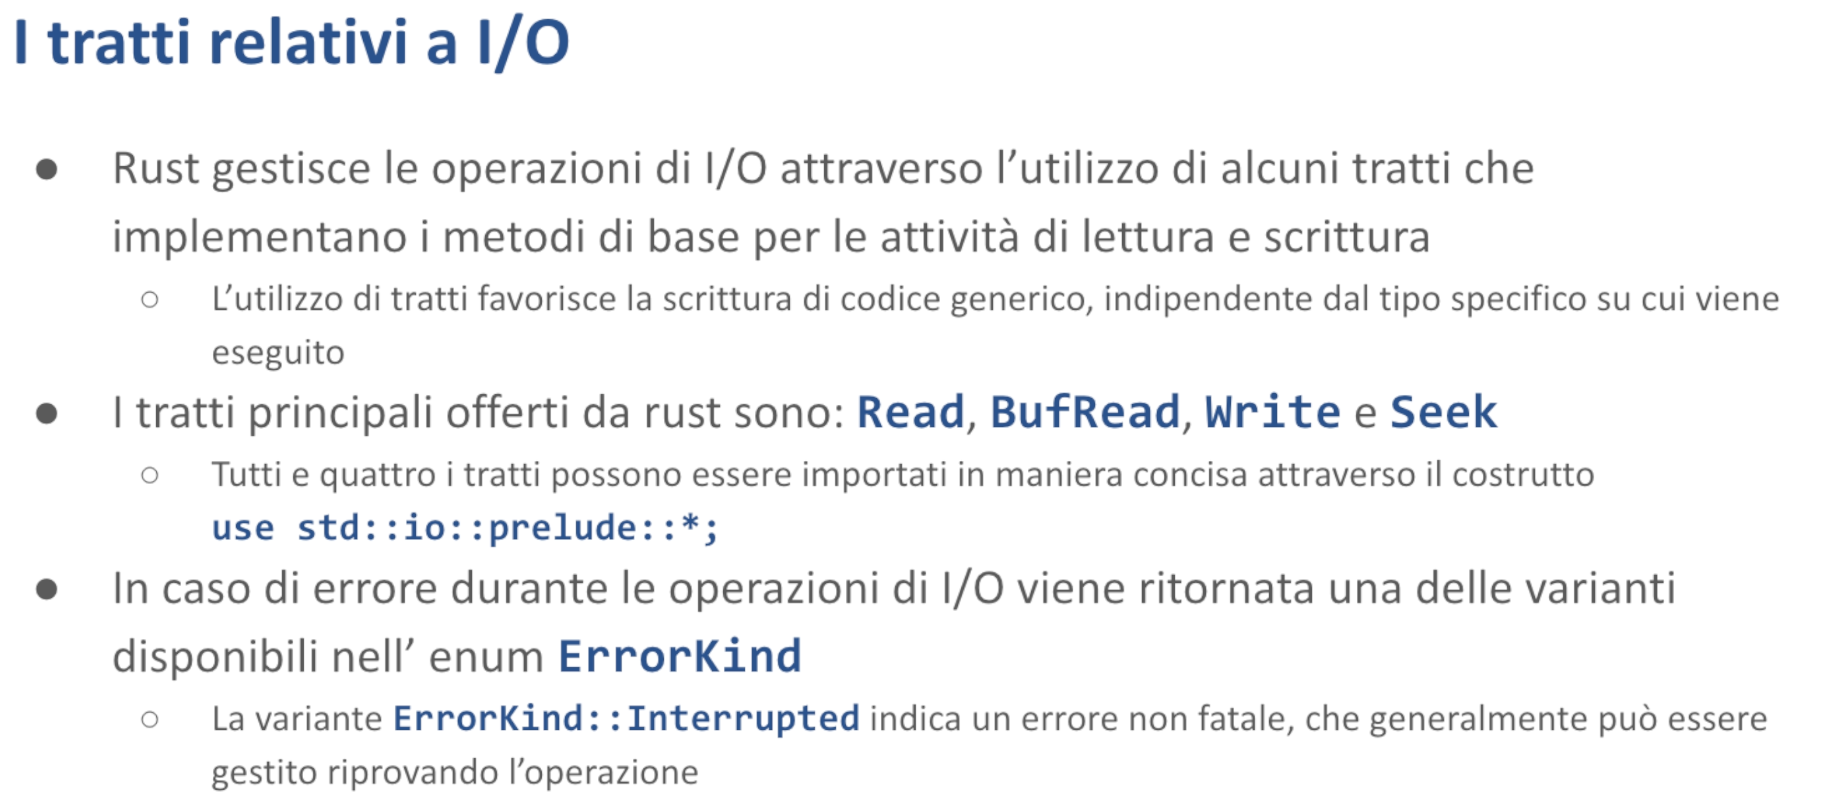 I tratti relativi a I/O
● Rust gestisce le operazioni di I/O attraverso l’utilizzo di alcuni tratti che
implementano i metodi di base per le attività di lettura e scrittura
○ L’utilizzo di tratti favorisce la scrittura di codice generico, indipendente dal tipo specifico su cui viene
eseguito
● I tratti principali offerti da rust sono: Read, BufRead, Write e Seek
○ Tutti e quattro i tratti possono essere importati in maniera concisa attraverso il costrutto
use std::io::prelude::*;
● In caso di errore durante le operazioni di I/O viene ritornata una delle varianti
disponibili nell’ enum ErrorKind
○ La variante ErrorKind::Interrupted indica un errore non fatale, che generalmente può essere
gestito riprovando l’operazione